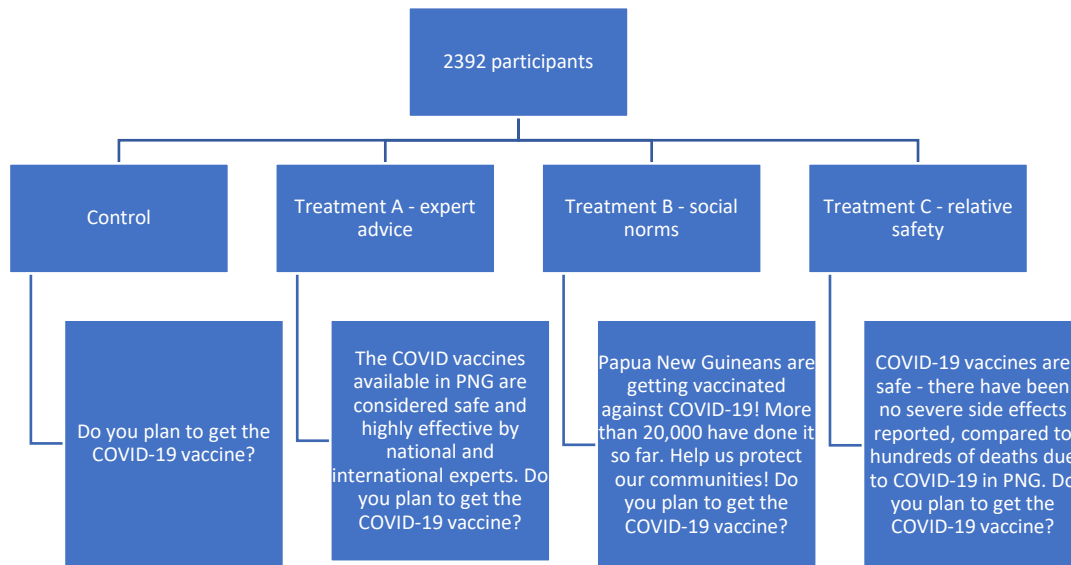 2392 participants
Control
Treatment A - expert
advice
Treatment B - social
norms
Treatment C - relative
safety
Do you plan to get the
COVID-19 vaccine?
The COVID vaccines
available in PNG are
considered safe and
highly effective by
national and
international experts. Do
you plan to get the
COVID-19 vaccine?
Papua New Guineans are
getting vaccinated
against COVID-19! More
than 20,000 have done it
so far. Help us protect
our communities! Do
you plan to get the
COVID-19 vaccine?
COVID-19 vaccines are
safe - there have been
no severe side effects
reported, compared to
hundreds of deaths due
to COVID-19 in PNG. Do
you plan to get the
COVID-19 vaccine?